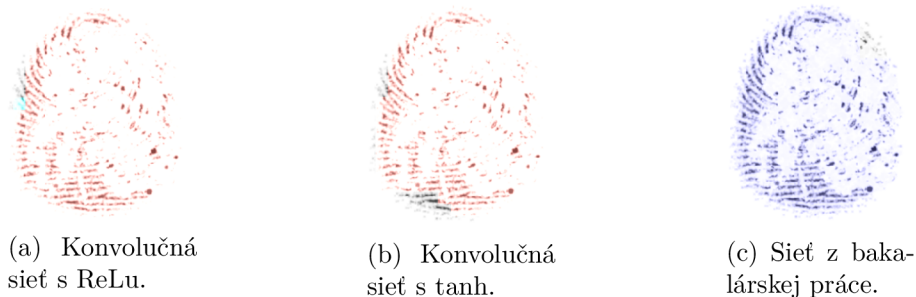 (a) Konvolučná
sieť s ReLu.
(b) Konvolučná
sieť s tanh.
(c) Sieť z baka-
lárskej práce.